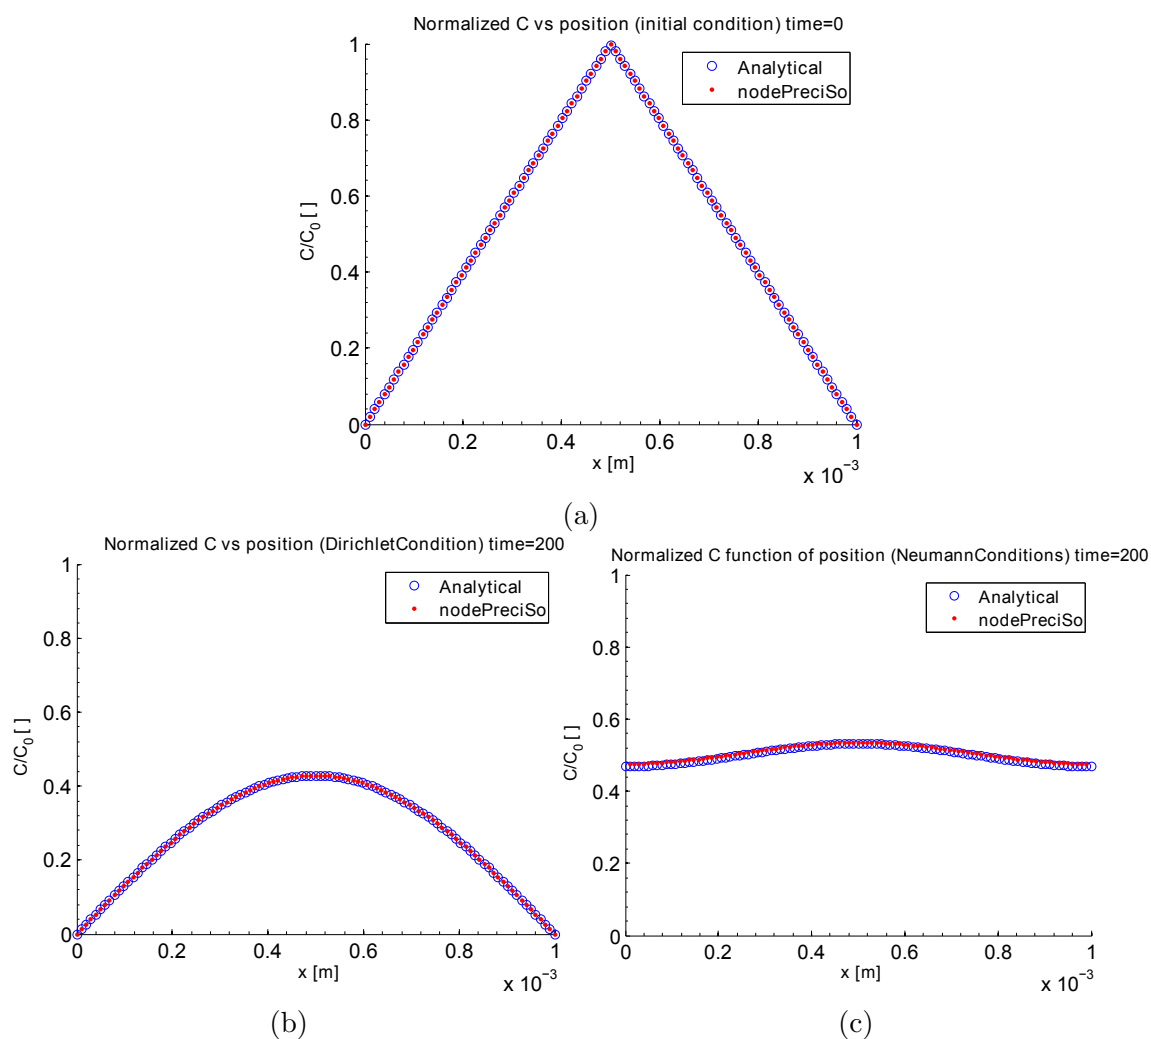 Normalized C vs position (initial condition) time=0
1
0.8
0.6
0.4
0.2
0
C/C0 [ ]
Analytical
nodePreciSo
0 0.2 0.4 0.6 0.8 1
x [m]
x 10−3
(a)
Normalized C vs position (DirichletCondition) time=200
1
0.8
0.6
0.4
0.2
0
C/C0 [ ]
Analytical
nodePreciSo
0 0.2 0.4 0.6 0.8 1
x [m]
x 10−3
(b)
Normalized C function of position (NeumannConditions) time=200
1
0.8
0.6
0.4
0.2
0
C/C0 [ ]
Analytical
nodePreciSo
0 0.2 0.4 0.6 0.8 1
x [m]
x 10−3
(c)